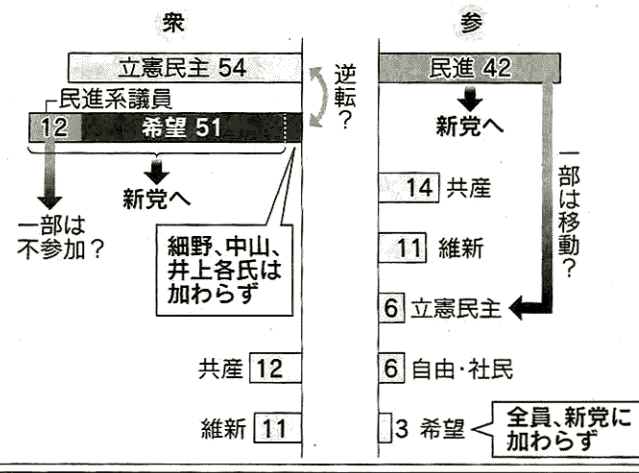 衆
立憲民主 54
民進系議員
12
希望 51
逆転?
新党へ
一部は
不参加?
細野、中山、
井上各氏は
加わらず
共産 12
維新 11
参
民進 42
新党へ
一部は移動?
14 共産
11 維新
6 立憲民主
6 自由・社民
3 希望
全員、新党に
加わらず